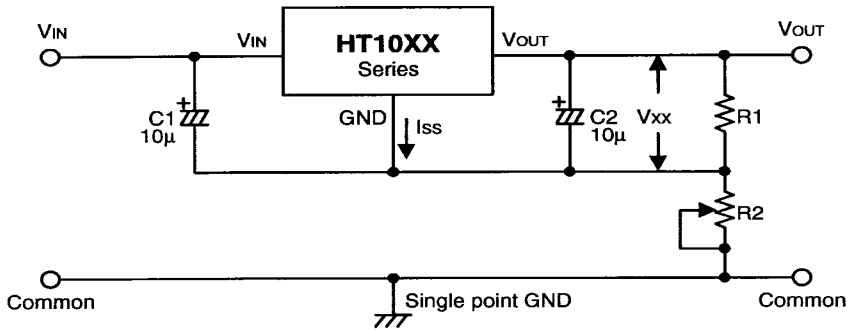 VIN
VIN
HT10XX
Series
VOUT
VOUT
C1
10μ
+
GND
ISS
+
C2
10μ
VXX
R1
R2
Common
Single point GND
Common